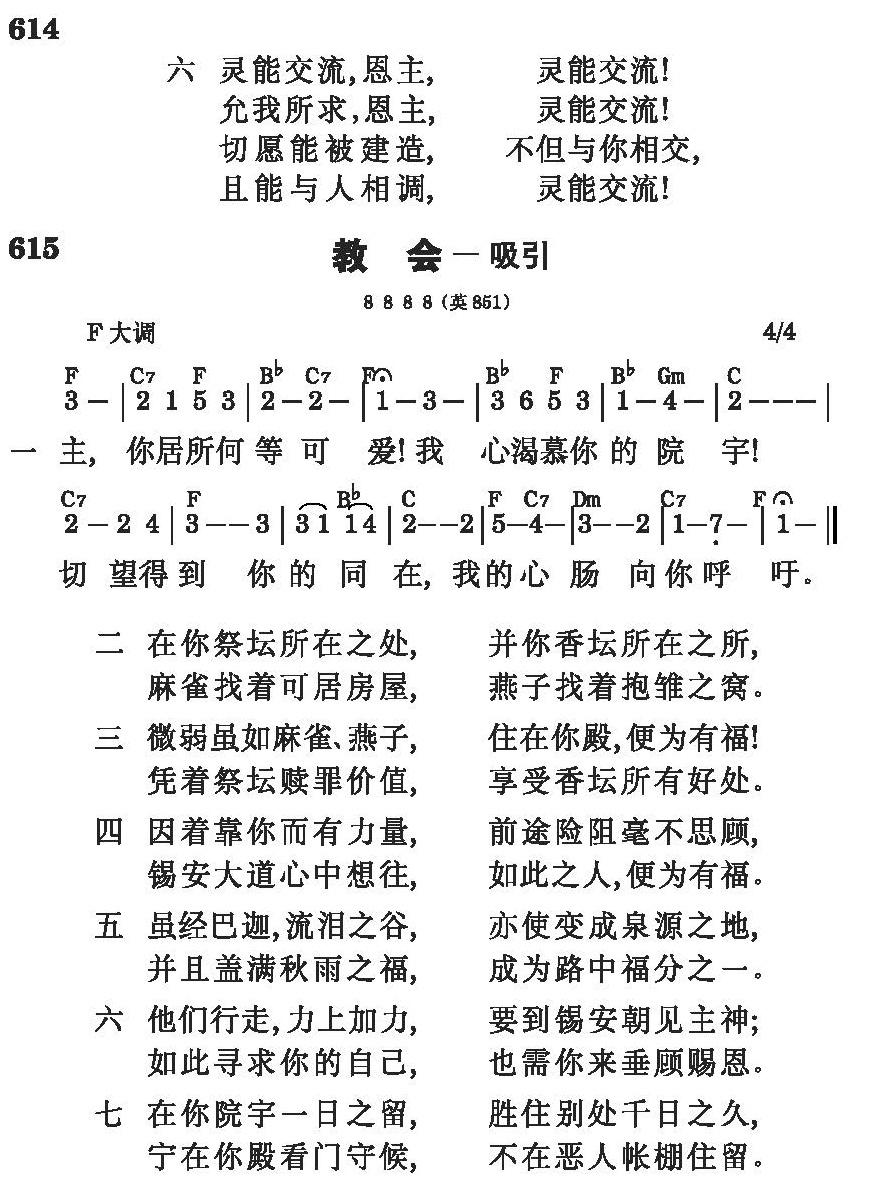 614
六 灵能交流,恩主, 灵能交流!
允我所求,恩主, 灵能交流!
切愿能被建造, 不但与你相交,
且能与人相调, 灵能交流!
615 教 会 — 吸引
8 8 8 8 (英851)
F大调 4/4
F C7 F B♭ C7 F B♭ F B♭ Gm C
3 – | 2 1 5 3 | 2 – 2 – | 1 – 3 – | 3 6 5 3 | 1 – 4 – | 2 – – – |
一 主, 你居所何等可爱!我心渴慕你的院宇!
C7 F B♭ C F C7 Dm C7 F
2 – 2 4 | 3 – – 3 | 3 1 1 4 | 2 – – 2 | 5 – 4 – | 3 – – 2 | 1 – 7̣ – | 1 – ‖
切望得到你的同在, 我的心肠向你呼吁。
二 在你祭坛所在之处, 并你香坛所在之所,
麻雀找着可居房屋, 燕子找着抱雏之窝。
三 微弱虽如麻雀、燕子, 住在你殿,便为有福!
凭着祭坛赎罪价值, 享受香坛所有好处。
四 因着靠你而有力量, 前途险阻毫不思顾,
锡安大道心中想往, 如此之人,便为有福。
五 虽经巴迦,流泪之谷, 亦使变成泉源之地,
并且盖满秋雨之福, 成为路中福分之一。
六 他们行走,力上加力, 要到锡安朝见主神;
如此寻求你的自己, 也需你来垂顾赐恩。
七 在你院宇一日之留, 胜住别处千日之久,
宁在你殿看门守候, 不在恶人帐棚住留。